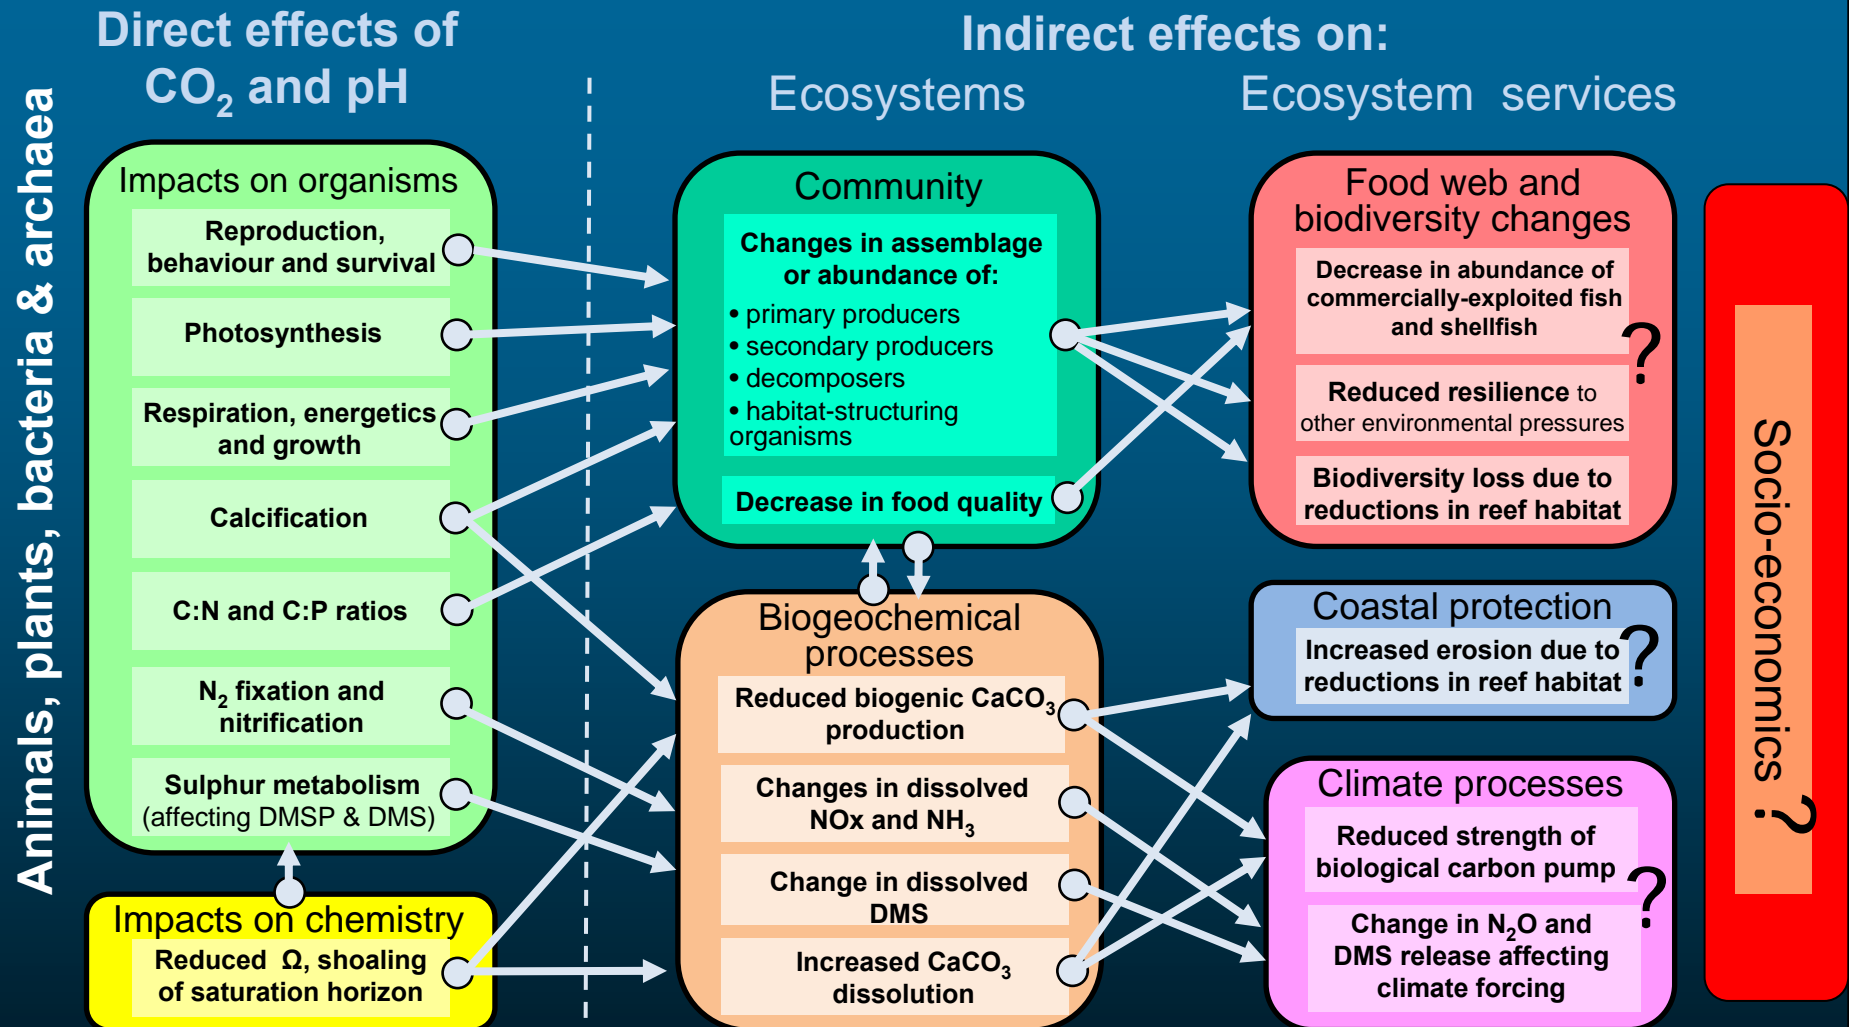 Direct effects of
CO₂ and pH
Indirect effects on:
Ecosystems
Ecosystem services
Animals, plants, bacteria & archaea
Impacts on organisms
Reproduction,
behaviour and survival
Photosynthesis
Respiration, energetics
and growth
Calcification
C:N and C:P ratios
N₂ fixation and
nitrification
Sulphur metabolism
(affecting DMSP & DMS)
Impacts on chemistry
Reduced Ω, shoaling
of saturation horizon
Community
Changes in assemblage
or abundance of:
• primary producers
• secondary producers
• decomposers
• habitat-structuring
organisms
Decrease in food quality
Biogeochemical
processes
Reduced biogenic CaCO₃
production
Changes in dissolved
NOx and NH₃
Change in dissolved
DMS
Increased CaCO₃
dissolution
Food web and
biodiversity changes
Decrease in abundance of
commercially-exploited fish
and shellfish
?
Reduced resilience to
other environmental pressures
Biodiversity loss due to
reductions in reef habitat
Coastal protection
Increased erosion due to
reductions in reef habitat
?
Climate processes
Reduced strength of
biological carbon pump
?
Change in N₂O and
DMS release affecting
climate forcing
Socio-economics ?